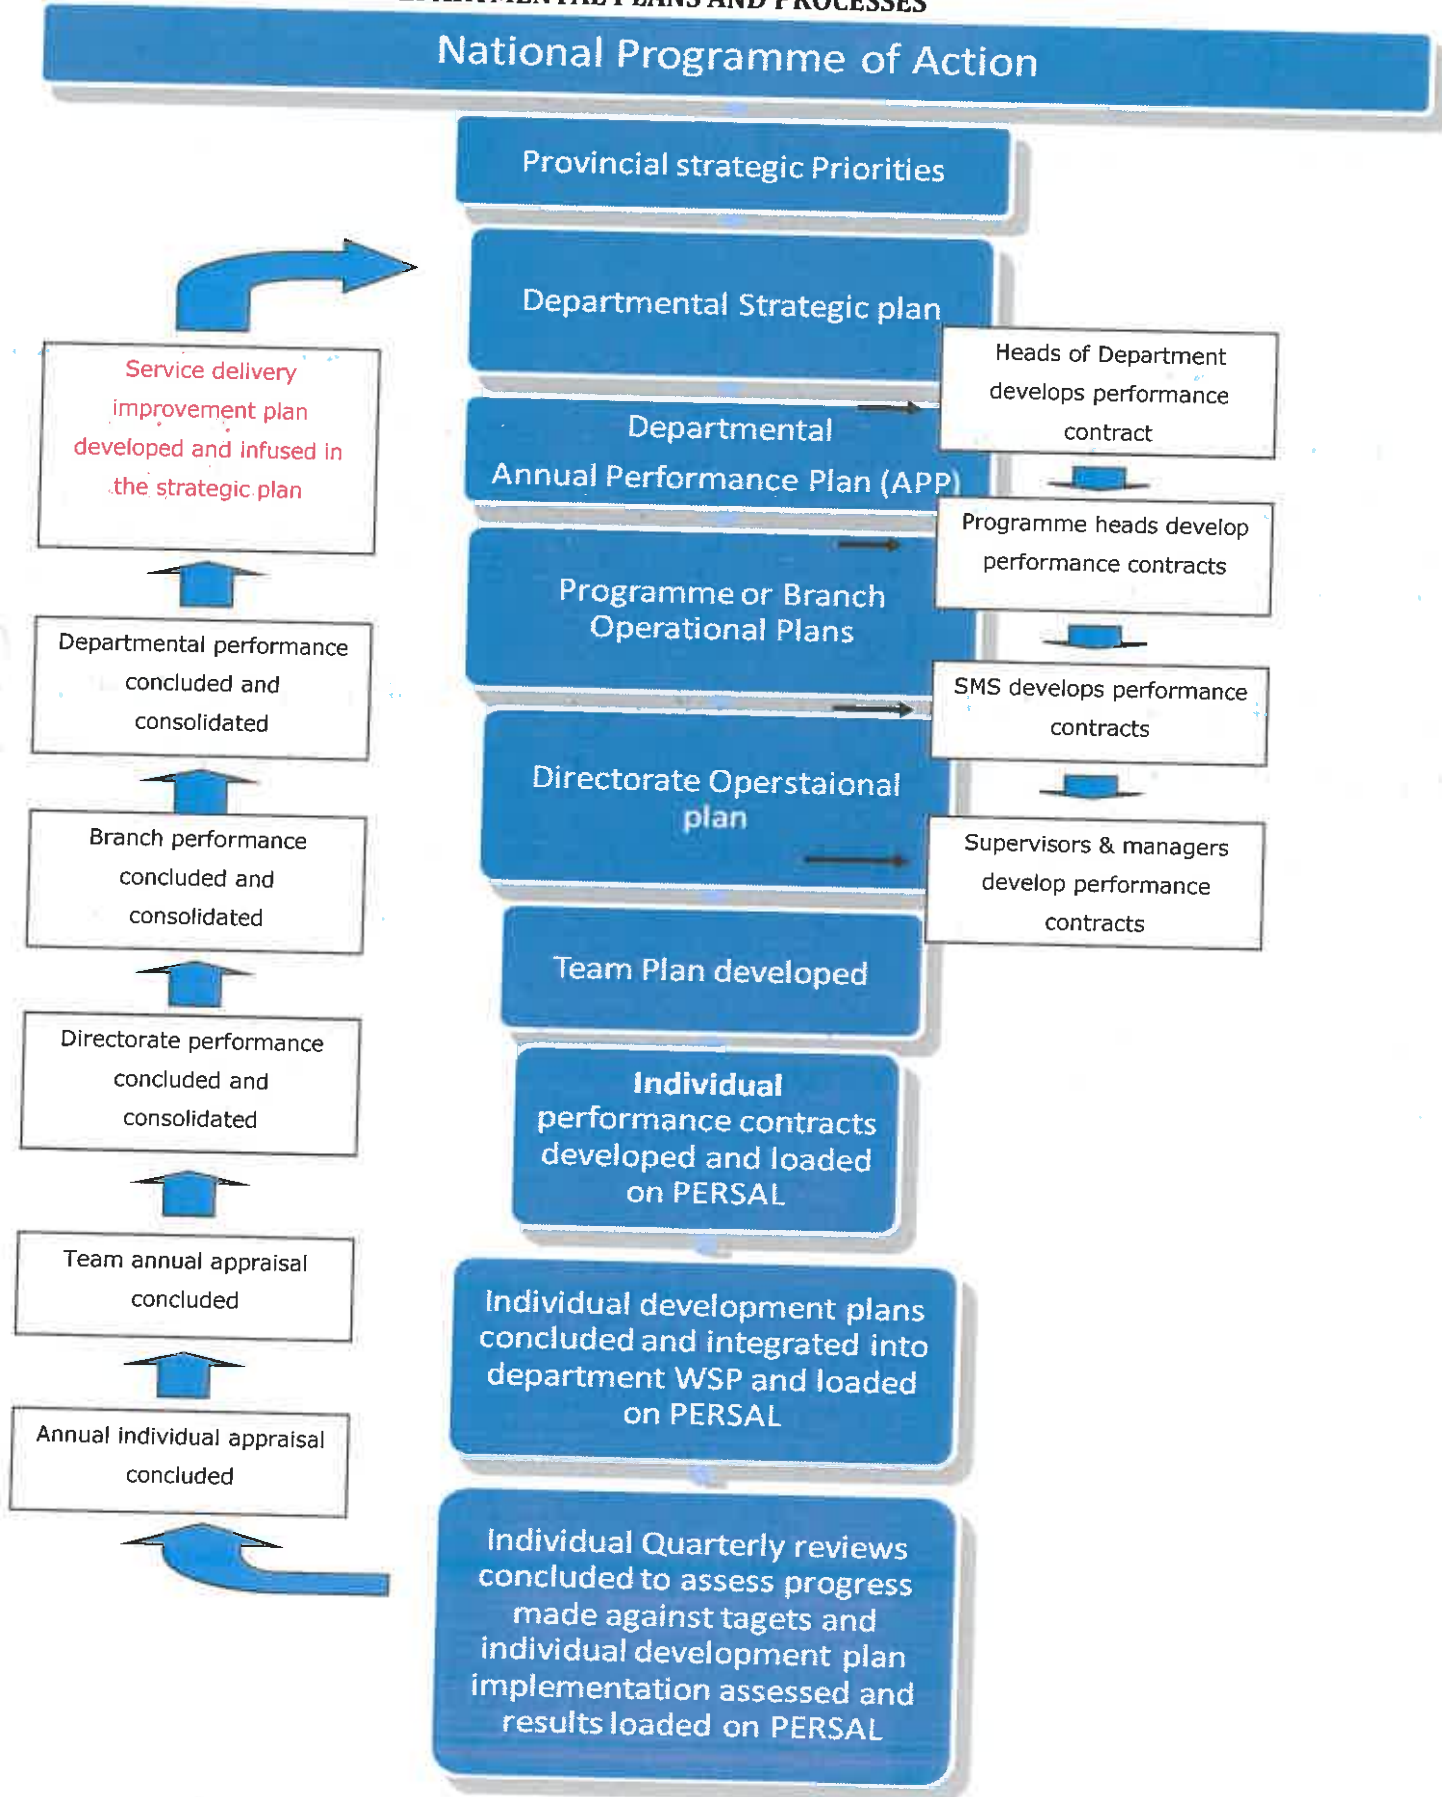 PLANS AND PROCESSES
National Programme of Action
Provincial strategic Priorities
Departmental Strategic plan
Departmental
Annual Performance Plan (APP)
Programme or Branch
Operational Plans
Directorate Operstaional
plan
Team Plan developed
Individual
performance contracts
developed and loaded
on PERSAL
Individual development plans
concluded and integrated into
department WSP and loaded
on PERSAL
Individual Quarterly reviews
concluded to assess progress
made against tagets and
individual development plan
implementation assessed and
results loaded on PERSAL
Heads of Department
develops performance
contract
Programme heads develop
performance contracts
SMS develops performance
contracts
Supervisors & managers
develop performance
contracts
Service delivery
improvement plan
developed and infused in
the strategic plan
Departmental performance
concluded and
consolidated
Branch performance
concluded and
consolidated
Directorate performance
concluded and
consolidated
Team annual appraisal
concluded
Annual individual appraisal
concluded